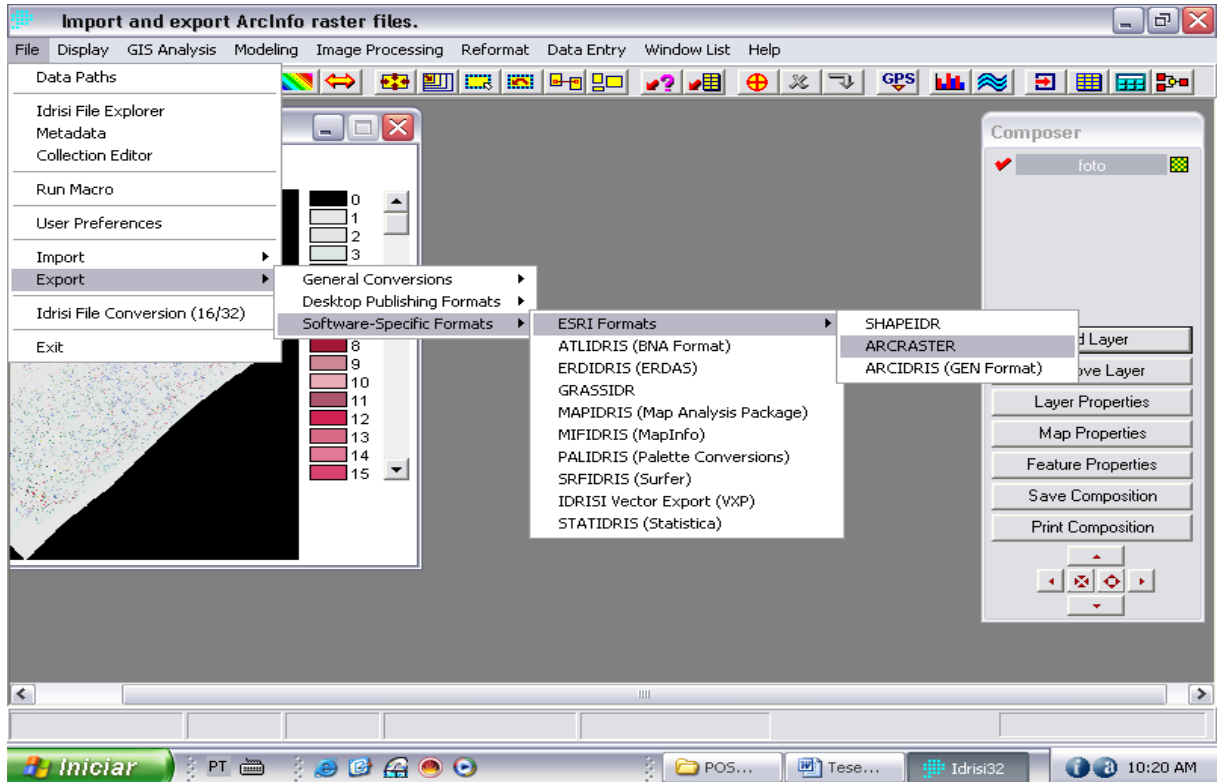 Import and export ArcInfo raster files.
File Display GIS Analysis Modeling Image Processing Reformat Data Entry Window List Help
Data Paths
Idrisi File Explorer
Metadata
Collection Editor
Run Macro
User Preferences
Import
Export
Idrisi File Conversion (16/32)
Exit
GPS
0
1
2
3
8
9
10
11
12
13
14
15
General Conversions
Desktop Publishing Formats
Software-Specific Formats
ESRI Formats
ATLIDRIS (BNA Format)
ERDIDRIS (ERDAS)
GRASSIDR
MAPIDRIS (Map Analysis Package)
MIFIDRIS (MapInfo)
PALIDRIS (Palette Conversions)
SRFIDRIS (Surfer)
IDRISI Vector Export (VXP)
STATIDRIS (Statistica)
SHAPEIDR
ARCRASTER
ARCIDRIS (GEN Format)
Composer
foto
Layer
Layer
Layer Properties
Map Properties
Feature Properties
Save Composition
Print Composition
Iniciar PT POS... Tese... Idrisi32 10:20 AM